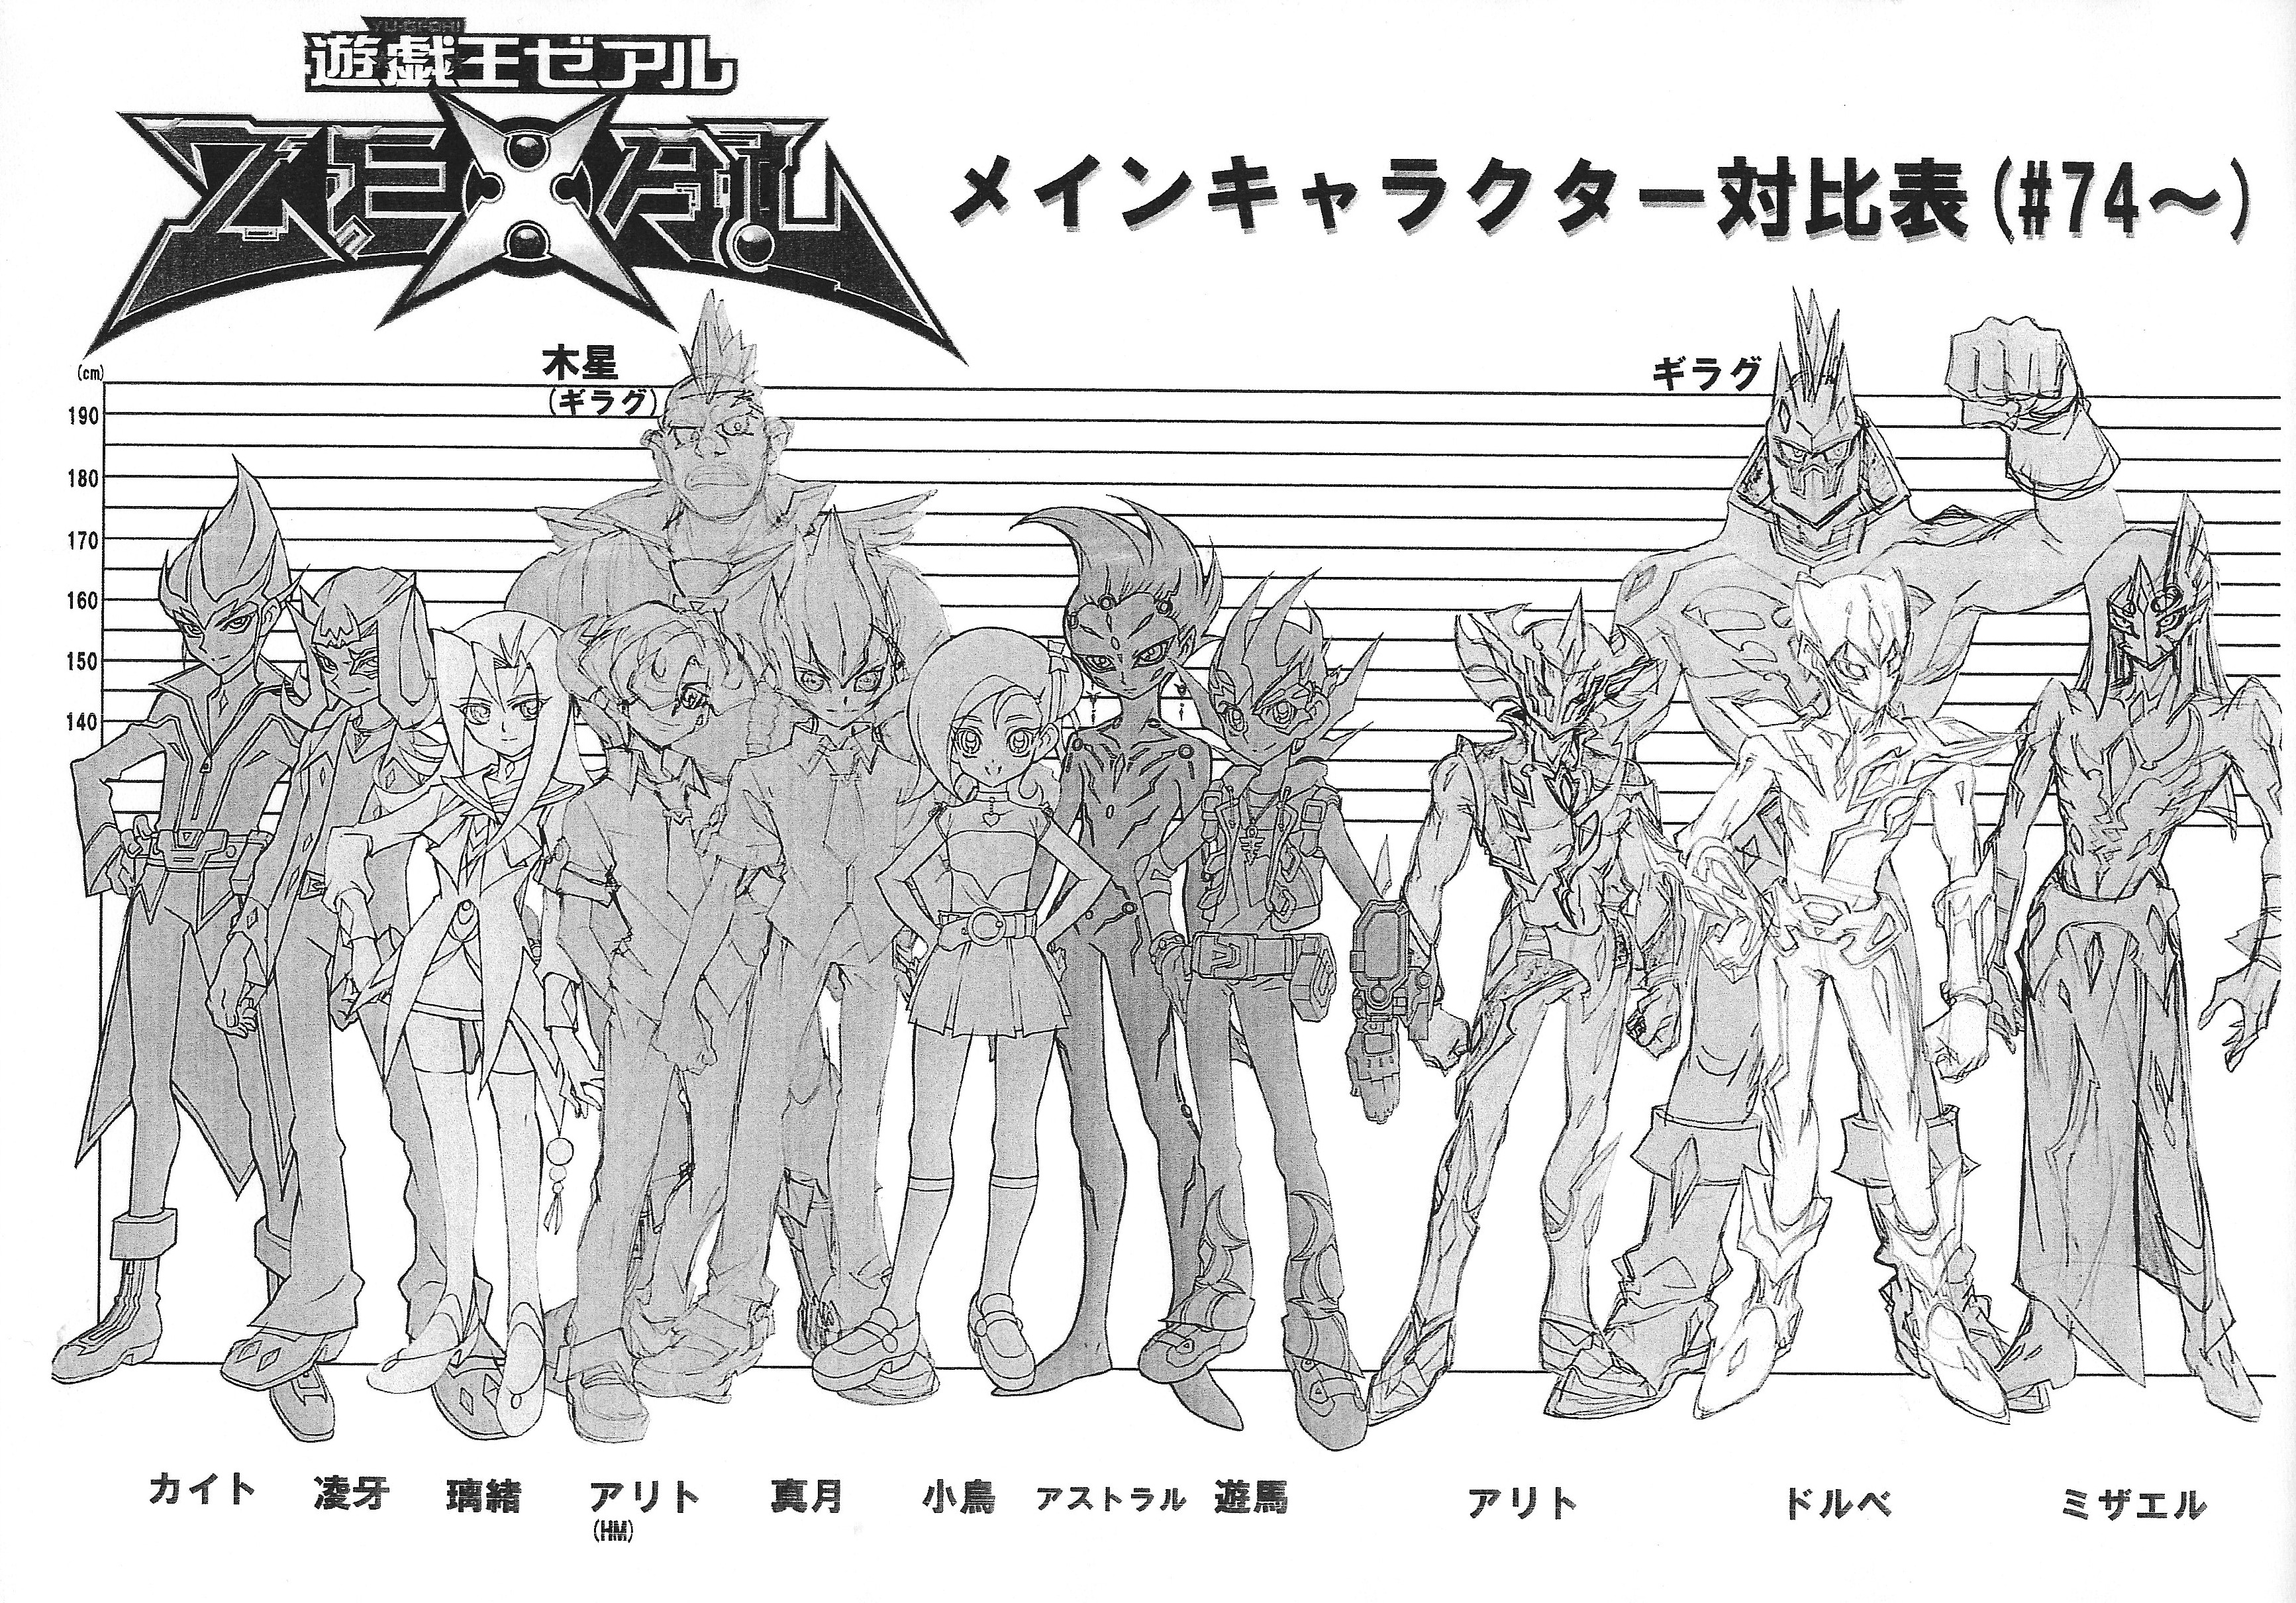 YU-GI-OH!
遊☆戯☆王ゼアル
ZEXAL
メインキャラクター対比表(#74〜)
(cm)
190
180
170
160
150
140
木星
(ギラグ)
ギラグ
カイト
凌牙
璃緒
アリト
(HM)
真月
小鳥
アストラル
遊馬
アリト
ドルベ
ミザエル